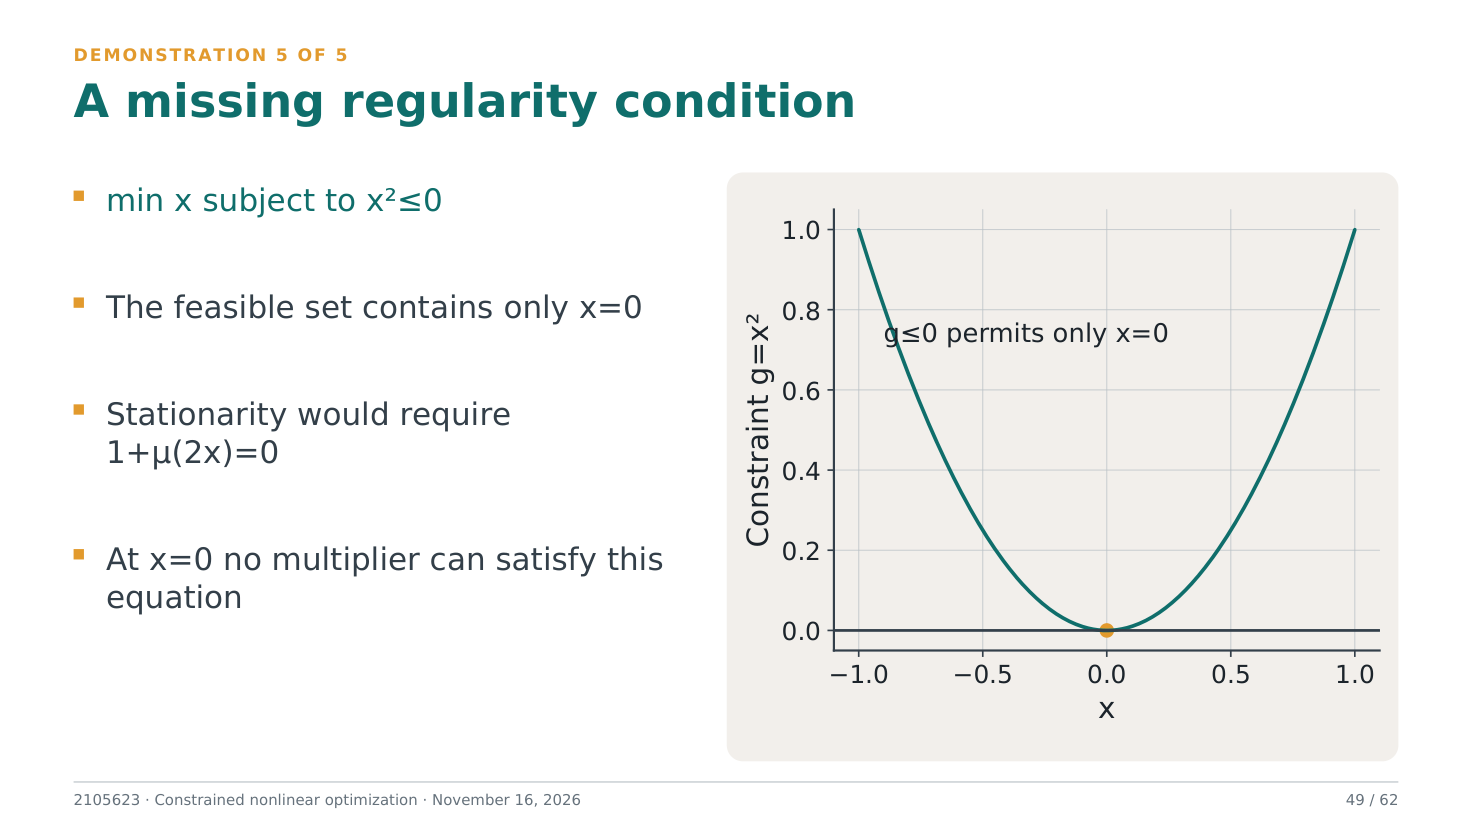 DEMONSTRATION 5 OF 5
A missing regularity condition
min x subject to x²≤0
The feasible set contains only x=0
Stationarity would require
1+μ(2x)=0
At x=0 no multiplier can satisfy this
equation
Constraint g=x²
1.0
0.8
0.6
0.4
0.2
0.0
g≤0 permits only x=0
−1.0
−0.5
0.0
0.5
1.0
x
2105623 · Constrained nonlinear optimization · November 16, 2026
49 / 62